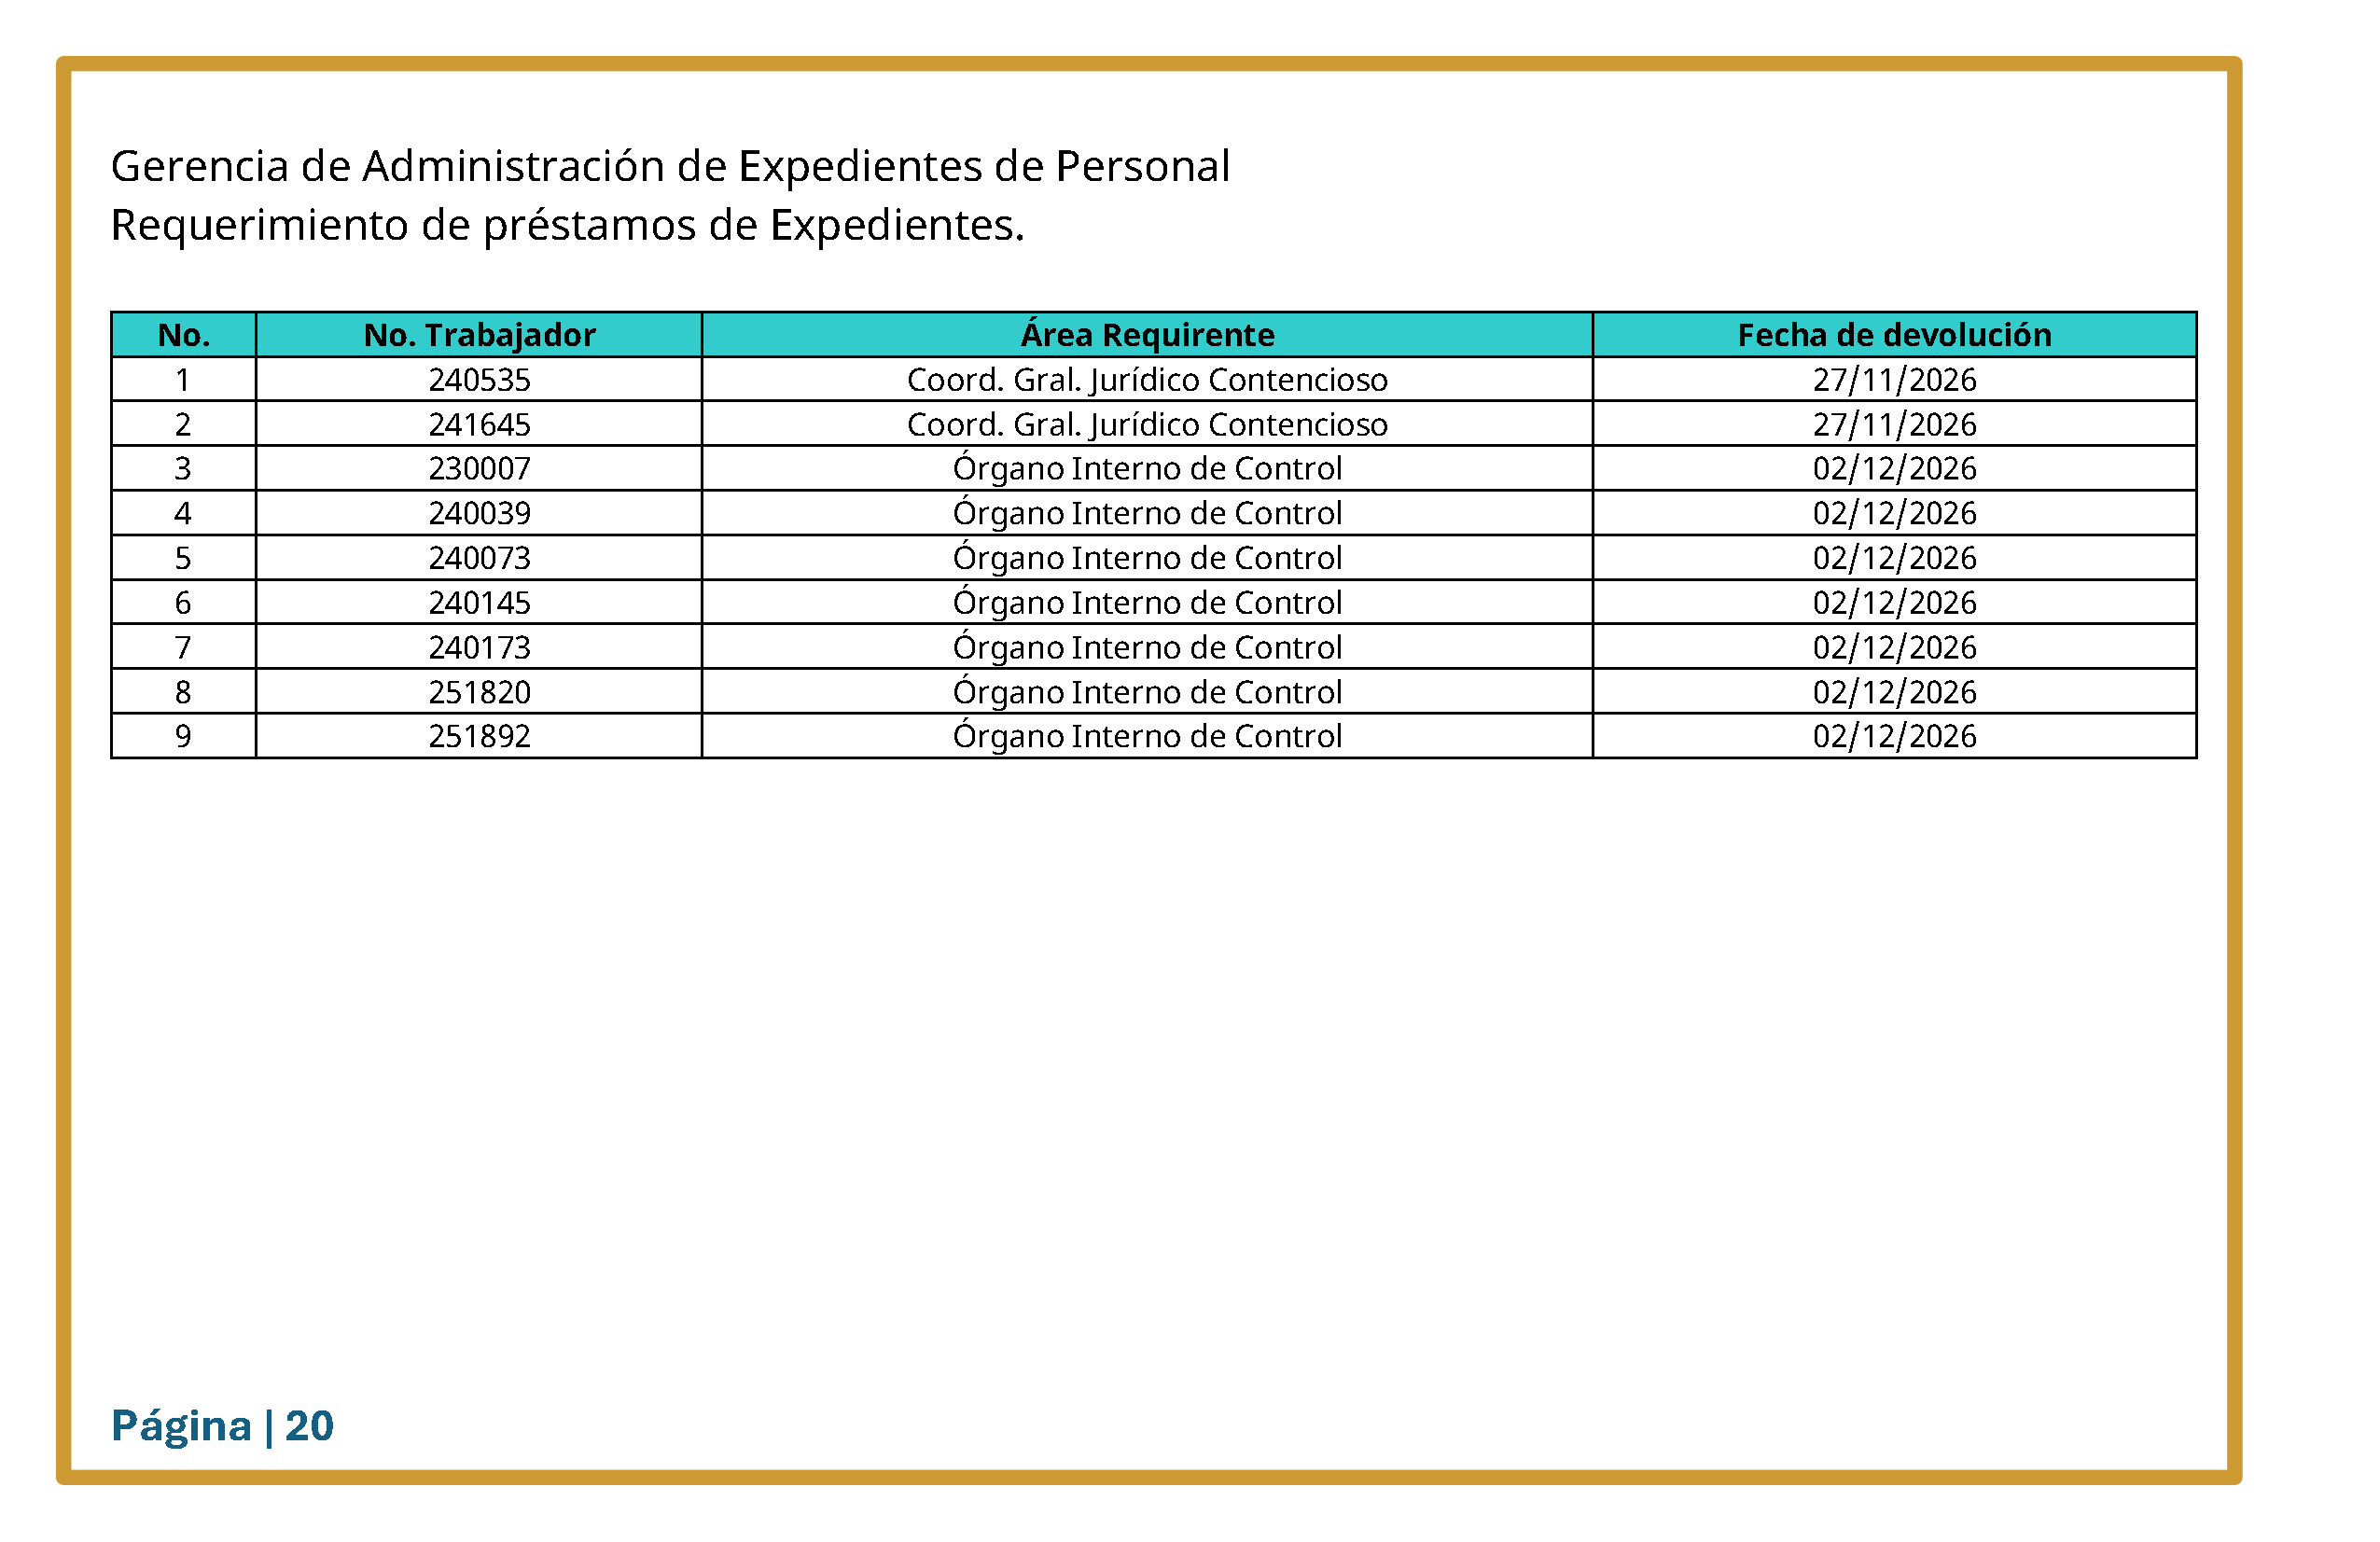 Gerencia de Administración de Expedientes de Personal
Requerimiento de préstamos de Expedientes.
No. No. Trabajador Área Requirente Fecha de devolución
1 240535 Coord. Gral. Jurídico Contencioso 27/11/2026
2 241645 Coord. Gral. Jurídico Contencioso 27/11/2026
3 230007 Órgano Interno de Control 02/12/2026
4 240039 Órgano Interno de Control 02/12/2026
5 240073 Órgano Interno de Control 02/12/2026
6 240145 Órgano Interno de Control 02/12/2026
7 240173 Órgano Interno de Control 02/12/2026
8 251820 Órgano Interno de Control 02/12/2026
9 251892 Órgano Interno de Control 02/12/2026
Página | 20